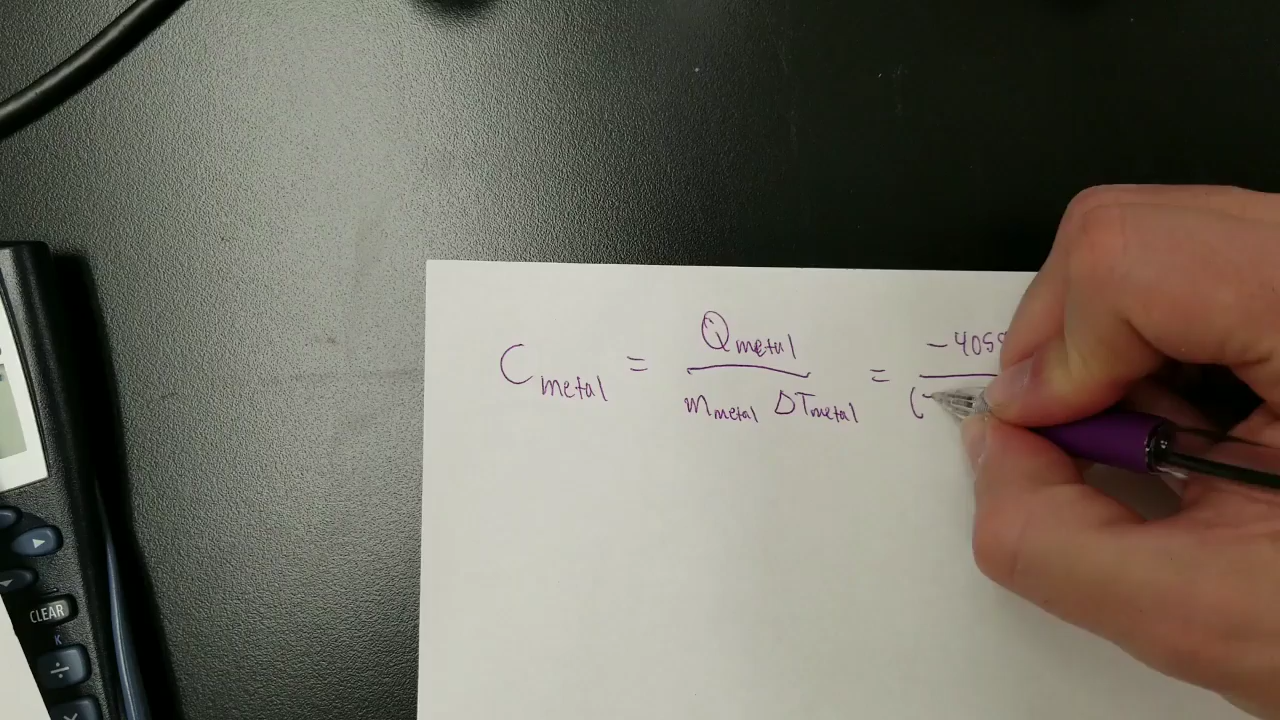 C metal = Q metal / m metal ΔT metal = -405
CLEAR
K
÷